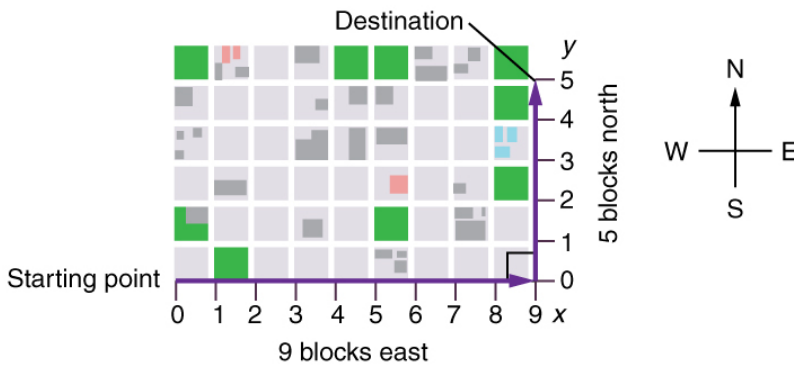 Destination
y
5
4
3
2
1
0
5 blocks north
N
W E
S
Starting point
0 1 2 3 4 5 6 7 8 9 x
9 blocks east